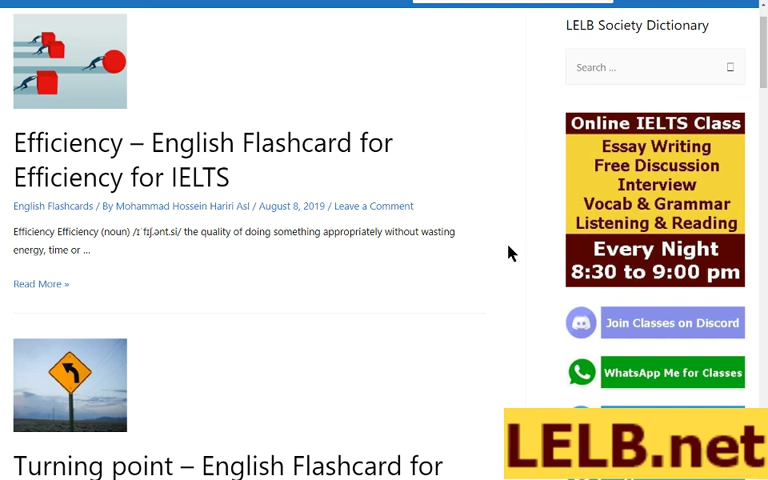 Efficiency – English Flashcard for
Efficiency for IELTS
English Flashcards / By Mohammad Hossein Hariri Asl / August 8, 2019 / Leave a Comment
Efficiency Efficiency (noun) /ɪˈfɪʃ.ənt.si/ the quality of doing something appropriately without wasting
energy, time or ...
Read More »
Turning point – English Flashcard for
LELB Society Dictionary
Search ...
Online IELTS Class
Essay Writing
Free Discussion
Interview
Vocab & Grammar
Listening & Reading
Every Night
8:30 to 9:00 pm
Join Classes on Discord
WhatsApp Me for Classes
LELB.net